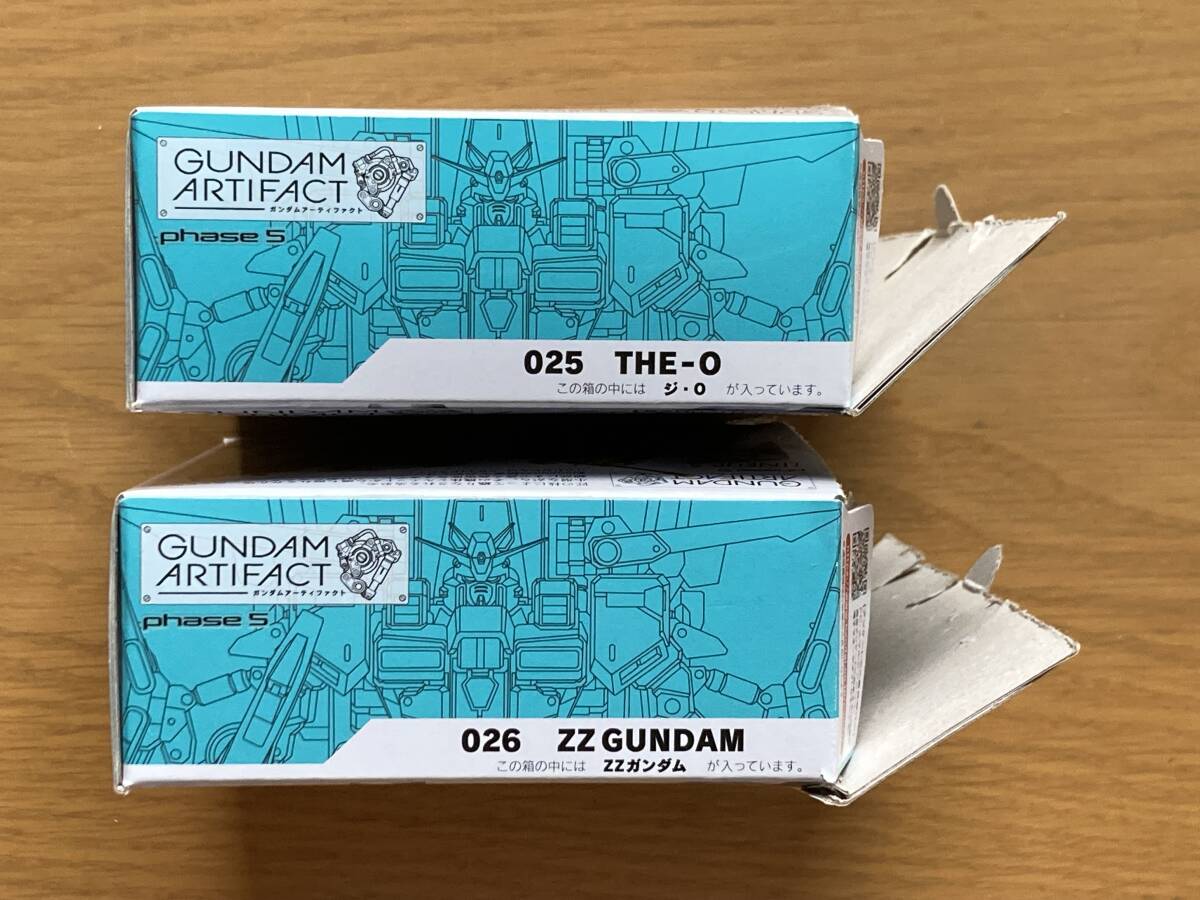 GUNDAM
ARTIFACT
ガンダムアーティファクト
phase 5
025 THE-O
この箱の中には ジ・O が入っています。
GUNDAM
ARTIFACT
ガンダムアーティファクト
phase 5
026 ZZ GUNDAM
この箱の中には ZZガンダム が入っています。